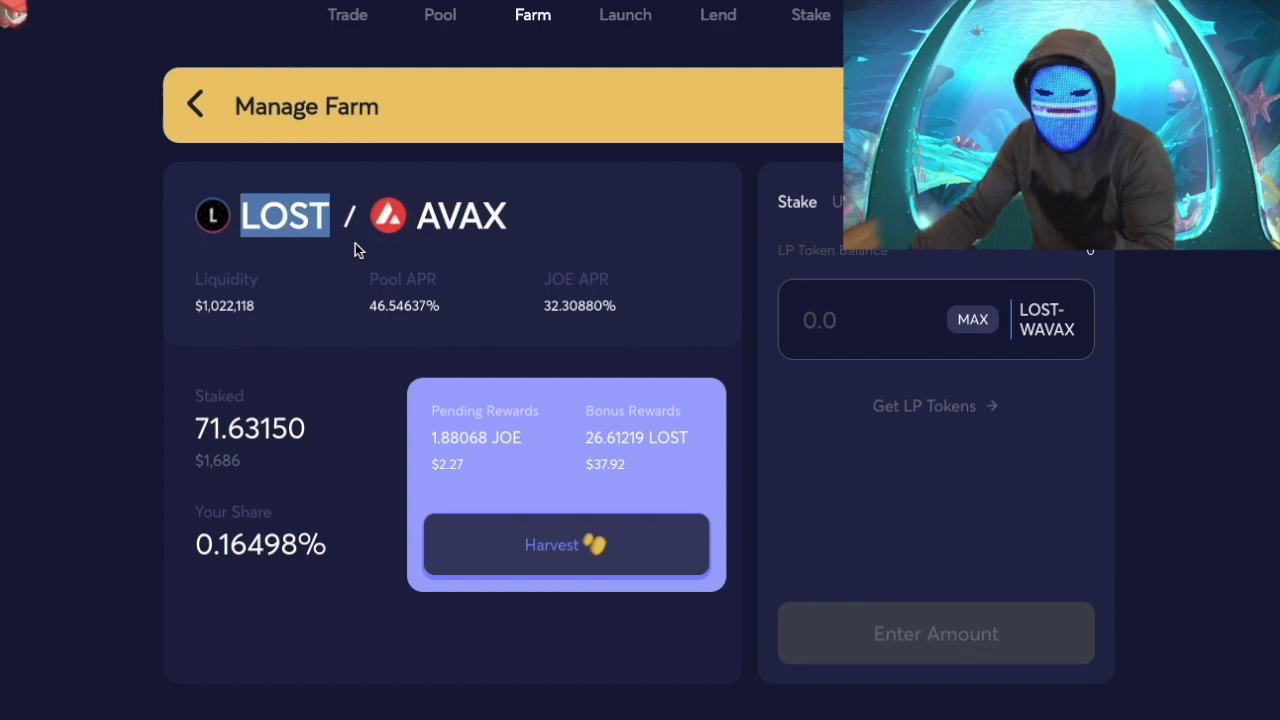 Trade Pool Farm Launch Lend Stake
Manage Farm
L LOST / AVAX
Liquidity Pool APR JOE APR
$1,022,118 46.54637% 32.30880%
Staked
71.63150
$1,686
Your Share
0.16498%
Pending Rewards Bonus Rewards
1.88068 JOE 26.61219 LOST
$2.27 $37.92
Harvest
Stake U
LP Token Balance 0
0.0 MAX LOST-
WAVAX
Get LP Tokens →
Enter Amount